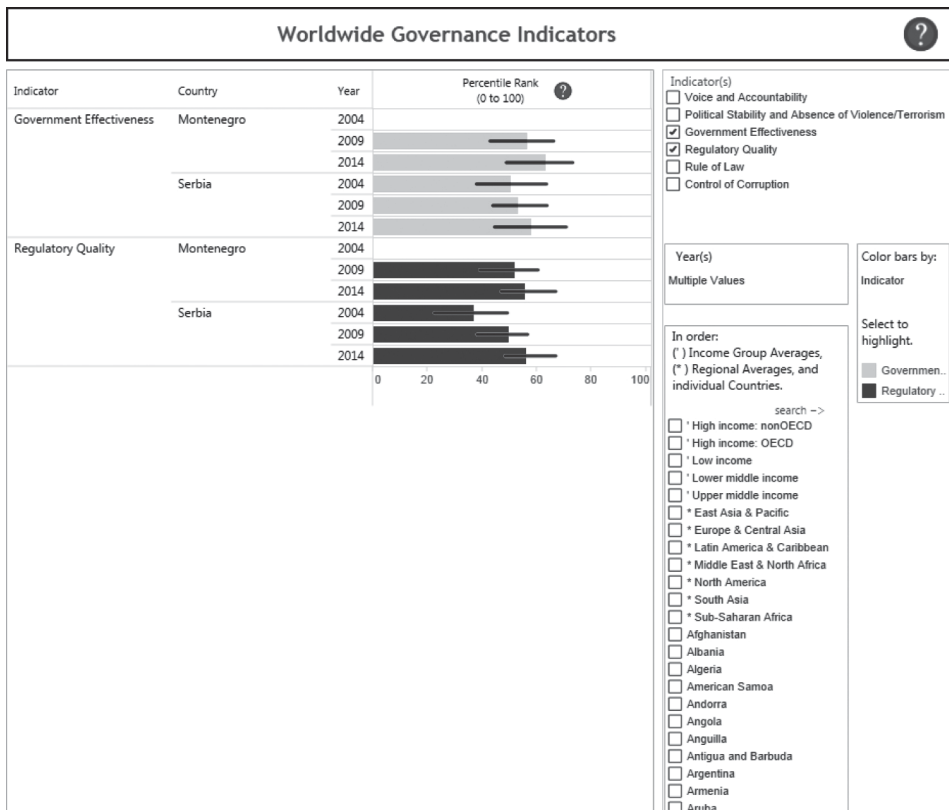 Worldwide Governance Indicators
?
Indicator Country Year Percentile Rank
(0 to 100) ?
Government Effectiveness Montenegro 2004
2009
2014
Serbia 2004
2009
2014
Regulatory Quality Montenegro 2004
2009
2014
Serbia 2004
2009
2014
0 20 40 60 80 100
Indicator(s)
Voice and Accountability
Political Stability and Absence of Violence/Terrorism
Government Effectiveness
Regulatory Quality
Rule of Law
Control of Corruption
Year(s)
Multiple Values
Color bars by:
Indicator
Select to
highlight.
Governmen..
Regulatory ..
In order:
(' ) Income Group Averages,
(*) Regional Averages, and
individual Countries.
search ->
' High income: nonOECD
' High income: OECD
' Low income
' Lower middle income
' Upper middle income
* East Asia & Pacific
* Europe & Central Asia
* Latin America & Caribbean
* Middle East & North Africa
* North America
* South Asia
* Sub-Saharan Africa
Afghanistan
Albania
Algeria
American Samoa
Andorra
Angola
Anguilla
Antigua and Barbuda
Argentina
Armenia
Aruba